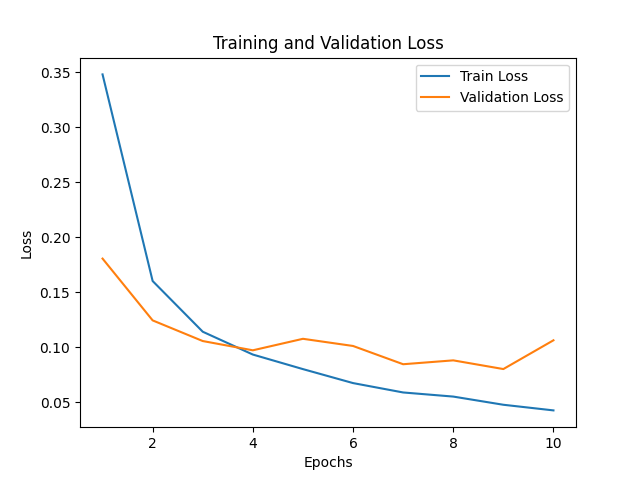 Training and Validation Loss
Train Loss
Validation Loss
0.35
0.30
0.25
0.20
0.15
0.10
0.05
Loss
2
4
6
8
10
Epochs